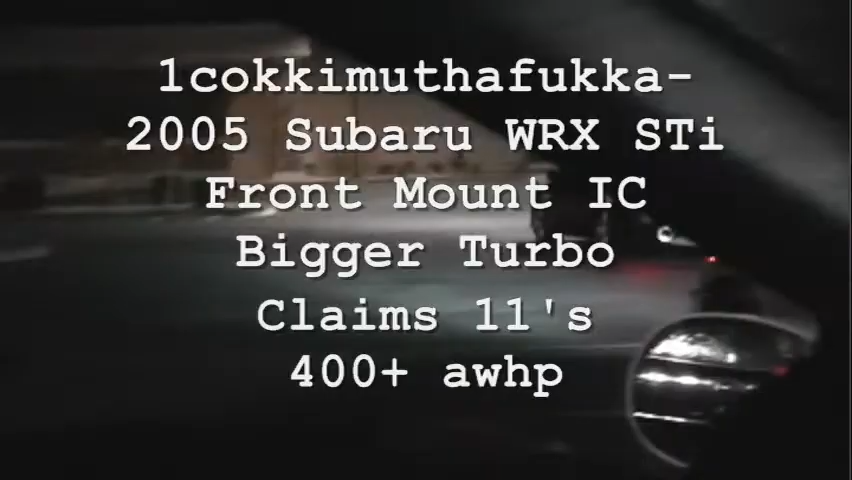 1cokkimuthafukka-
2005 Subaru WRX STi
Front Mount IC
Bigger Turbo
Claims 11's
400+ awhp